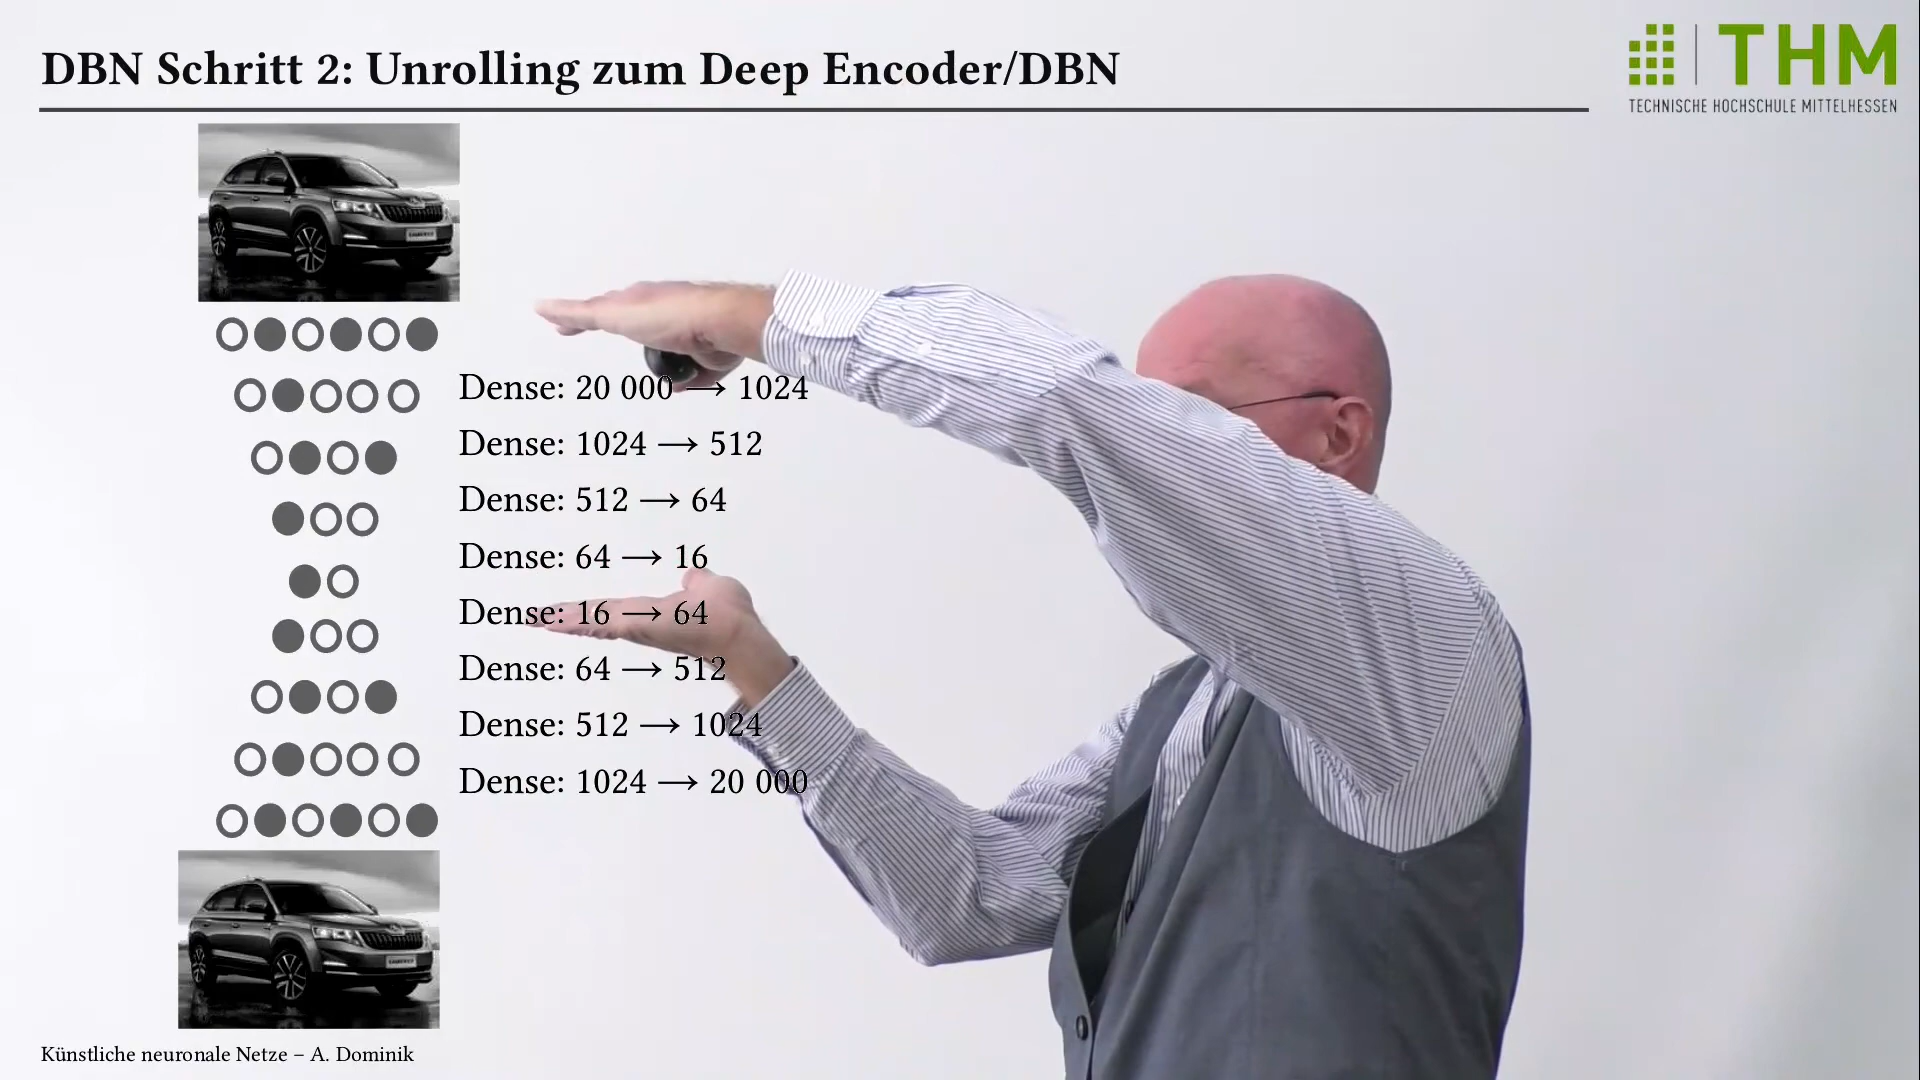 DBN Schritt 2: Unrolling zum Deep Encoder/DBN
THM
TECHNISCHE HOCHSCHULE MITTELHESSEN
Dense: 20 000 → 1024
Dense: 1024 → 512
Dense: 512 → 64
Dense: 64 → 16
Dense: 16 → 64
Dense: 64 → 512
Dense: 512 → 1024
Dense: 1024 → 20 000
Künstliche neuronale Netze – A. Dominik